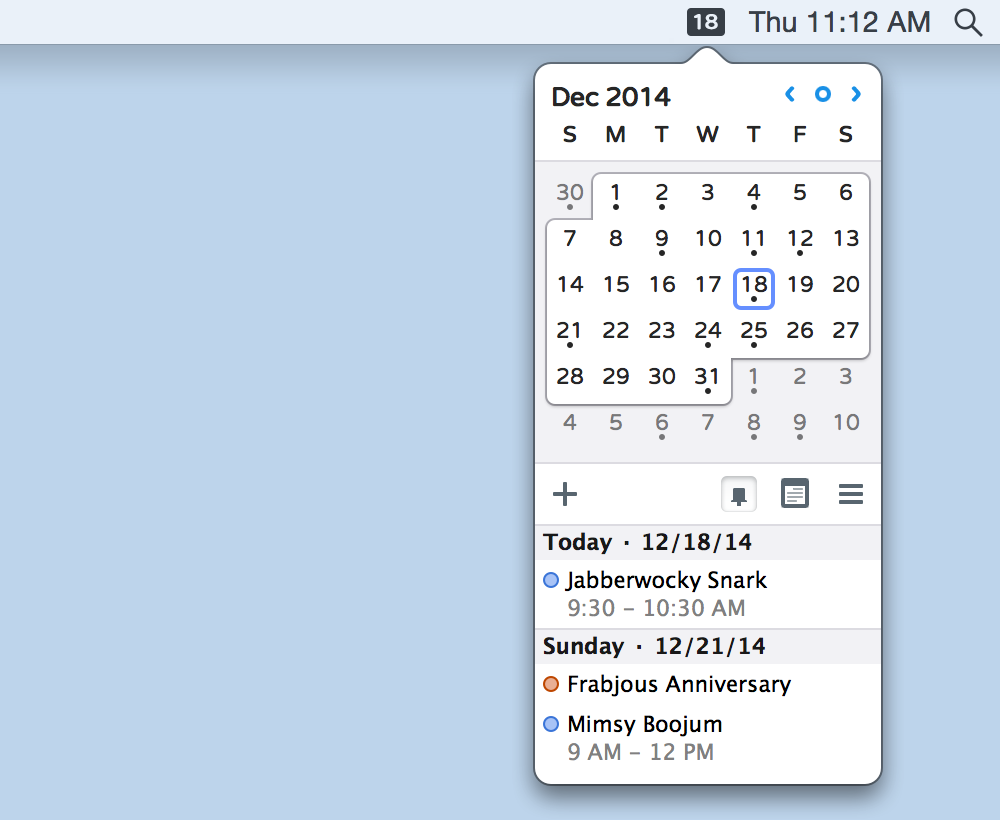 18 Thu 11:12 AM
Dec 2014
S M T W T F S
30 1 2 3 4 5 6
7 8 9 10 11 12 13
14 15 16 17 18 19 20
21 22 23 24 25 26 27
28 29 30 31 1 2 3
4 5 6 7 8 9 10
Today · 12/18/14
Jabberwocky Snark
9:30 – 10:30 AM
Sunday · 12/21/14
Frabjous Anniversary
Mimsy Boojum
9 AM – 12 PM